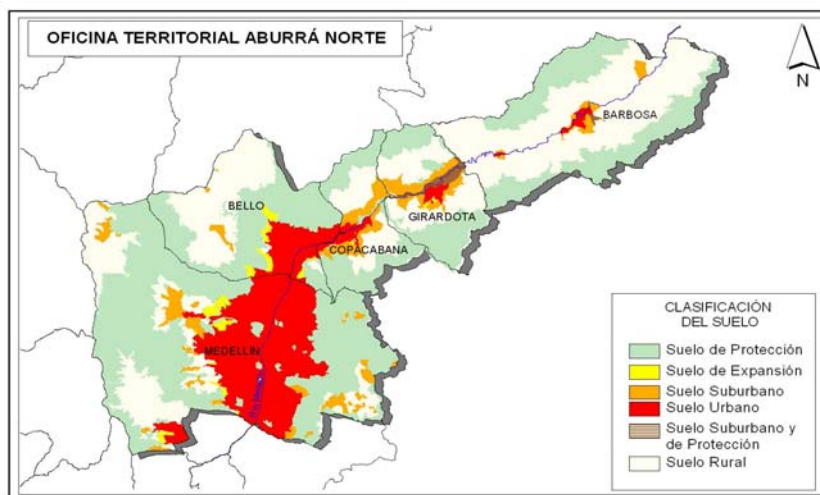 OFICINA TERRITORIAL ABURRÁ NORTE
N
BARBOSA
BELLO
GIRARDOTA
COPACABANA
MEDELLIN
CLASIFICACIÓN
DEL SUELO
Suelo de Protección
Suelo de Expansión
Suelo Suburbano
Suelo Urbano
Suelo Suburbano y
de Protección
Suelo Rural